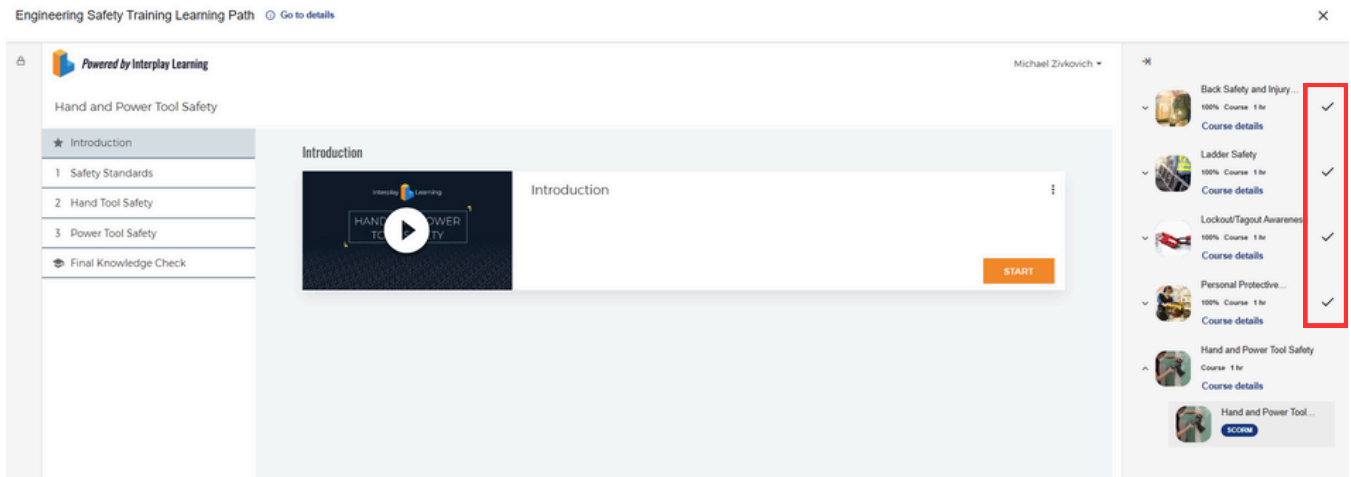 Engineering Safety Training Learning Path Go to details
Powered by Interplay Learning
Michael Zivkovich
Hand and Power Tool Safety
Introduction
1 Safety Standards
2 Hand Tool Safety
3 Power Tool Safety
Final Knowledge Check
Introduction
Interplay Learning
Introduction
START
Back Safety and Injury...
100% Course 1 hr
Course details
Ladder Safety
100% Course 1 hr
Course details
Lockout/Tagout Awarenes
100% Course 1 hr
Course details
Personal Protective...
100% Course 1 hr
Course details
Hand and Power Tool Safety
Course 1 hr
Course details
Hand and Power Tool...
SCORM